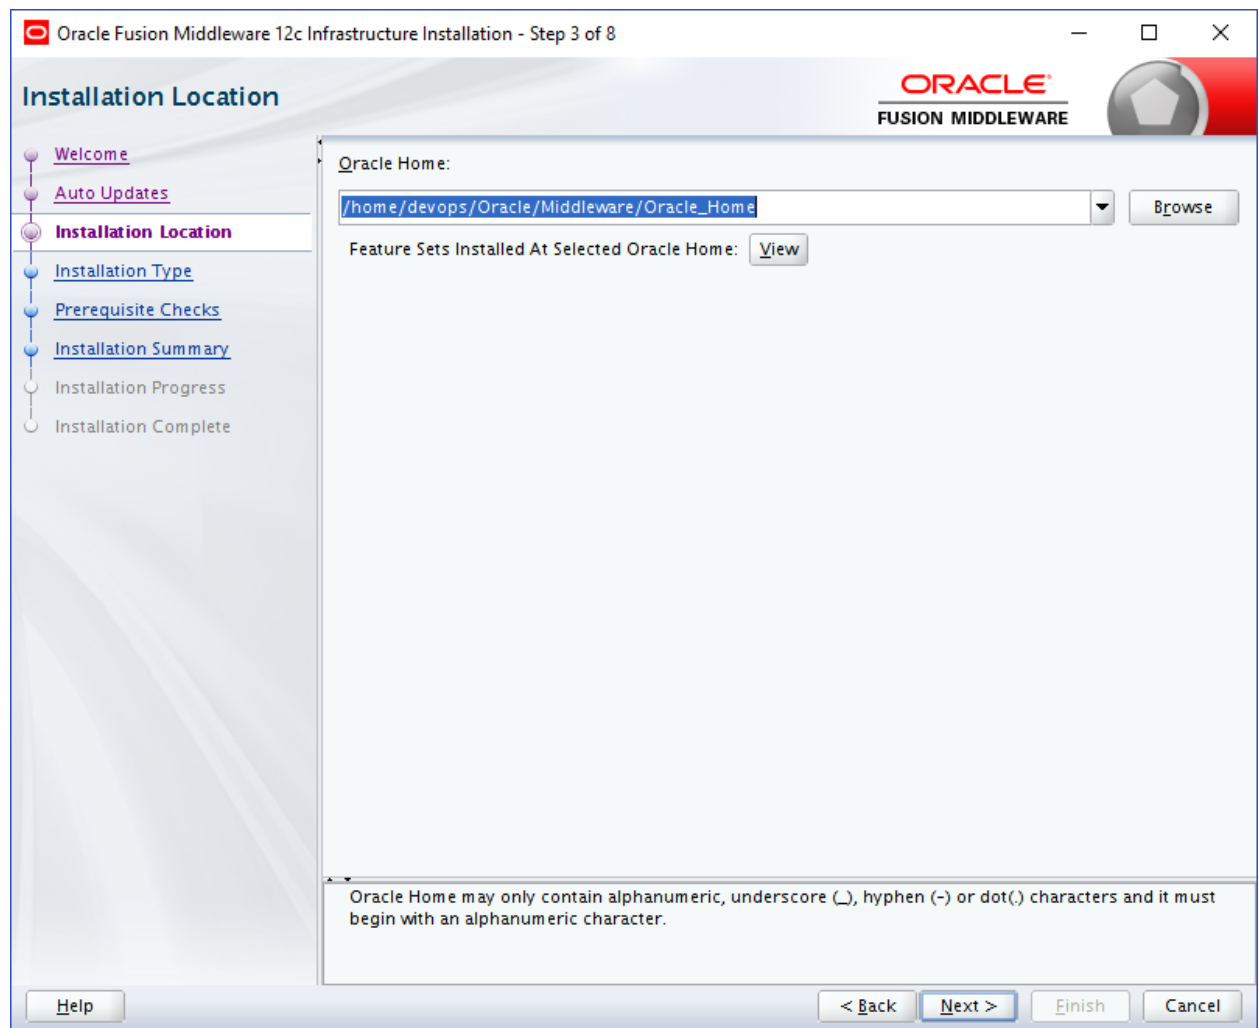 Oracle Fusion Middleware 12c Infrastructure Installation - Step 3 of 8
Installation Location
ORACLE
FUSION MIDDLEWARE
Welcome
Auto Updates
Installation Location
Installation Type
Prerequisite Checks
Installation Summary
Installation Progress
Installation Complete
Oracle Home:
/home/devops/Oracle/Middleware/Oracle_Home
Browse
Feature Sets Installed At Selected Oracle Home: View
Oracle Home may only contain alphanumeric, underscore (_), hyphen (-) or dot(.) characters and it must
begin with an alphanumeric character.
Help < Back Next > Finish Cancel